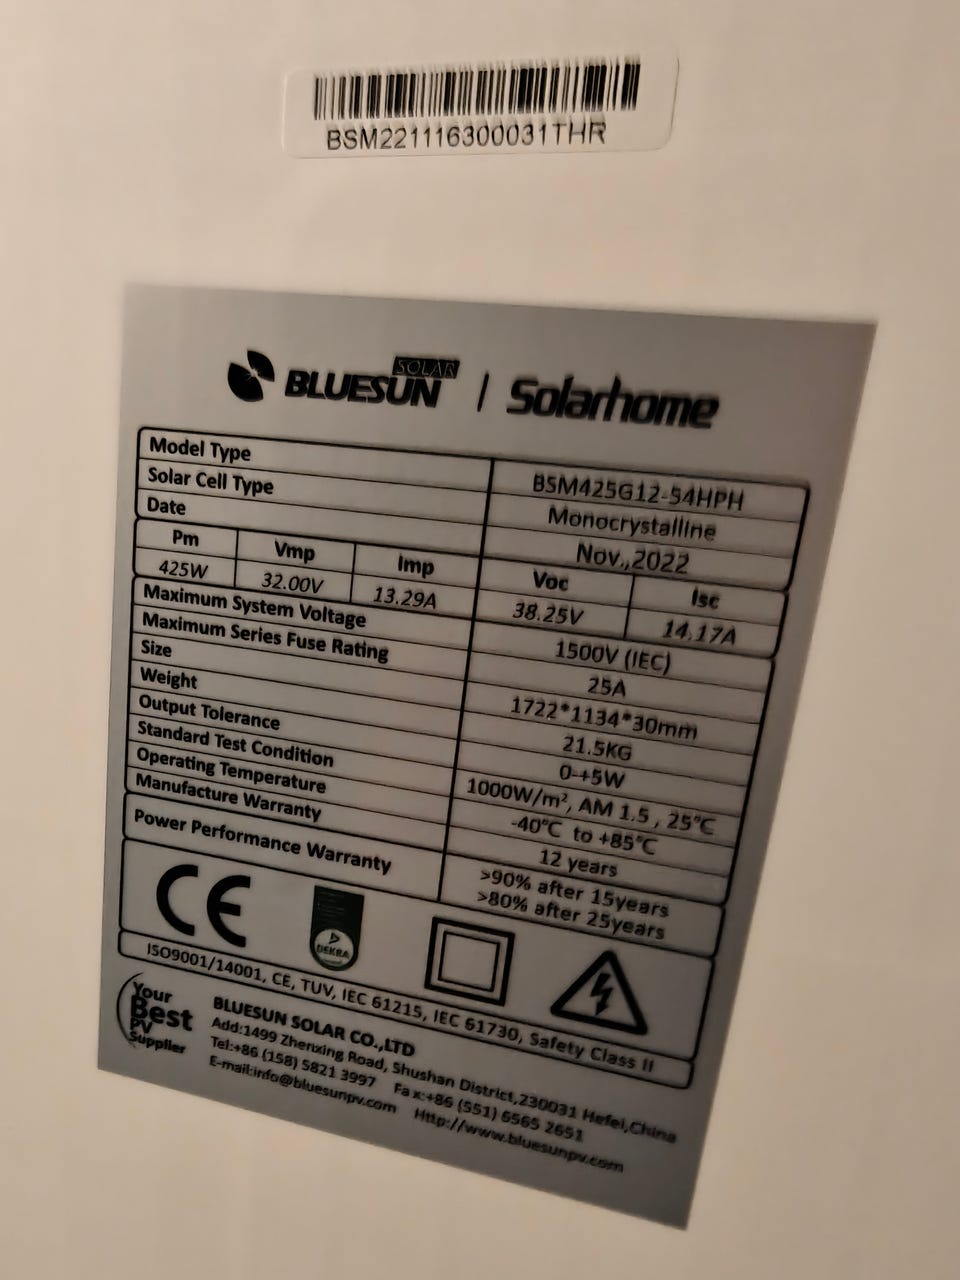 BSM221116300031THR
BLUESUN SOLAR | Solarhome
Model Type BSM425G12-54HPH
Solar Cell Type Monocrystalline
Date Nov.,2022
Pm Vmp Imp Voc Isc
425W 32.00V 13.29A 38.25V 14.17A
Maximum System Voltage 1500V (IEC)
Maximum Series Fuse Rating 25A
Size 1722*1134*30mm
Weight 21.5KG
Output Tolerance 0-+5W
Standard Test Condition 1000W/m², AM 1.5 , 25°C
Operating Temperature -40°C to +85°C
Manufacture Warranty 12 years
Power Performance Warranty >90% after 15years
>80% after 25years
CE DEKRA
ISO9001/14001, CE, TUV, IEC 61215, IEC 61730, Safety Class II
Your
Best
PV
Supplier
BLUESUN SOLAR CO.,LTD
Add:1499 Zhenxing Road, Shushan District,230031 Hefei,China
Tel:+86 (158) 5821 3997 Fax:+86 (551) 6565 2651
E-mail:info@bluesunpv.com Http://www.bluesunpv.com